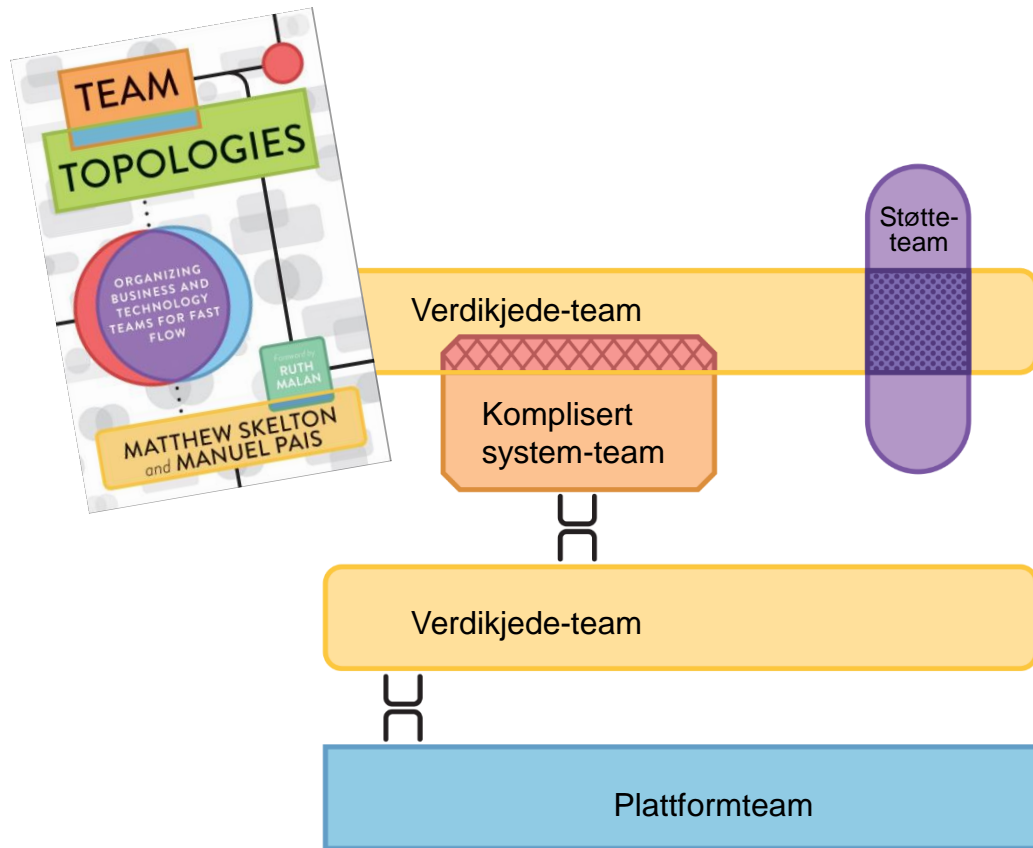 TEAM
TOPOLOGIES
ORGANIZING
BUSINESS AND
TECHNOLOGY
TEAMS FOR FAST
FLOW
Foreword by
RUTH
MALAN
MATTHEW SKELTON
and MANUEL PAIS
Støtte-
team
Verdikjede-team
Komplisert
system-team
Verdikjede-team
Plattformteam